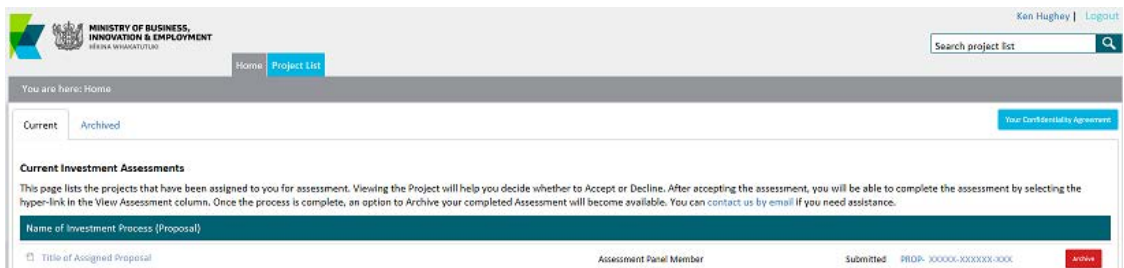 Ken Hughey | Logout
MINISTRY OF BUSINESS,
INNOVATION & EMPLOYMENT
HĪKINA WHAKATUTUKI
Search project list
Home Project List
You are here: Home
Current Archived
Your Confidentiality Agreement
Current Investment Assessments
This page lists the projects that have been assigned to you for assessment. Viewing the Project will help you decide whether to Accept or Decline. After accepting the assessment, you will be able to complete the assessment by selecting the
hyper-link in the View Assessment column. Once the process is complete, an option to Archive your completed Assessment will become available. You can contact us by email if you need assistance.
Name of Investment Process (Proposal)
Title of Assigned Proposal Assessment Panel Member Submitted PROP- XXXXX-XXXXXX-XXX Archive